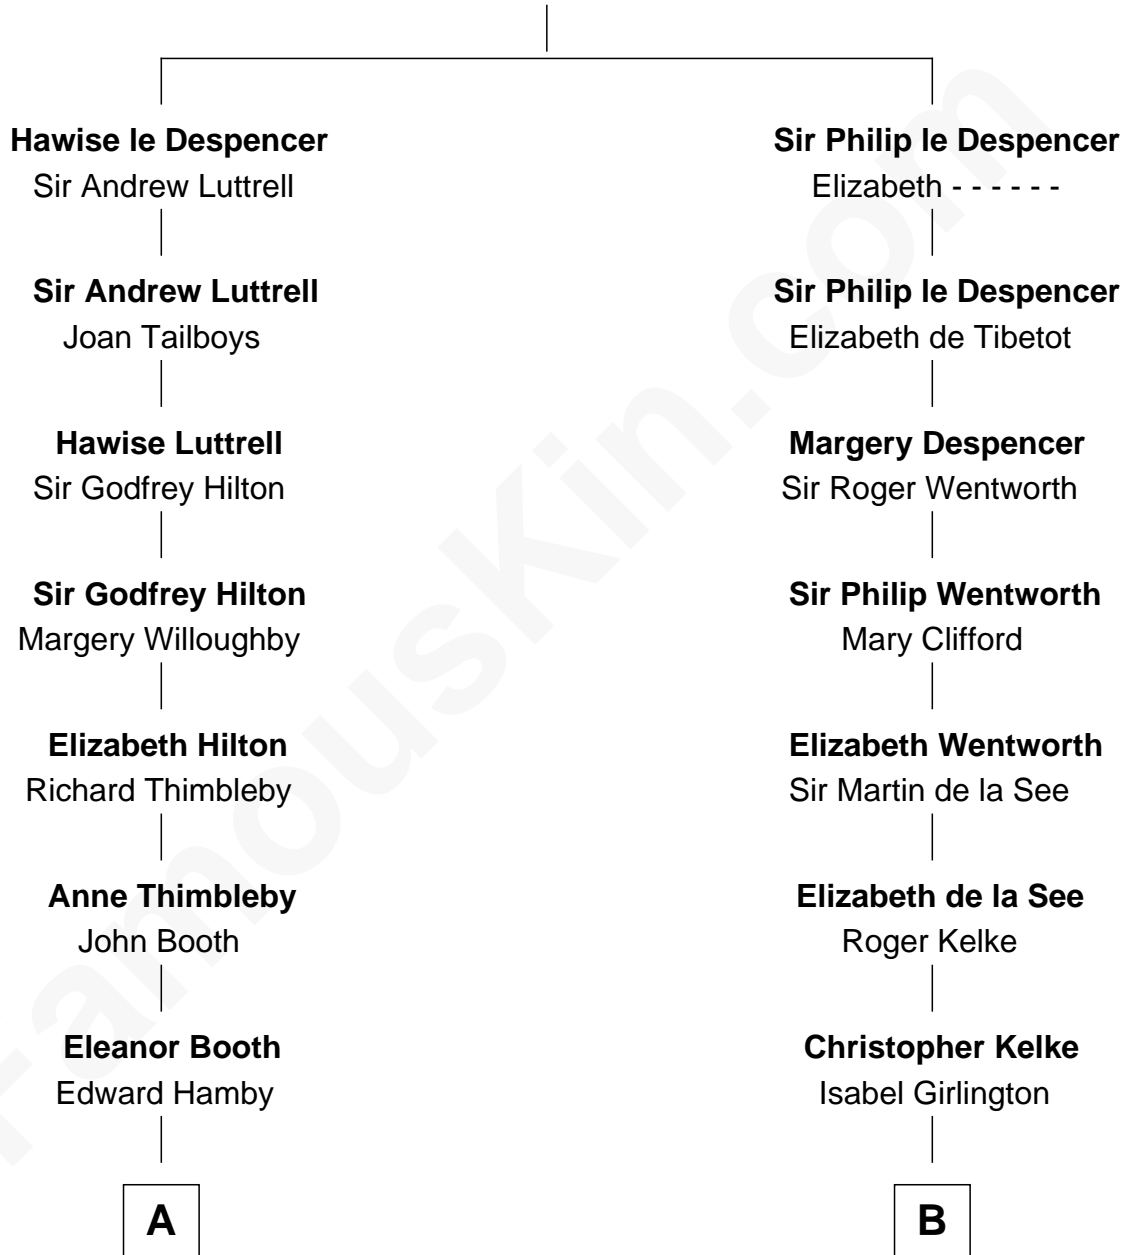 Hawise le Despencer
Sir Andrew Luttrell
Sir Philip le Despencer
Elizabeth - - - - - -
Sir Andrew Luttrell
Joan Tailboys
Sir Philip le Despencer
Elizabeth de Tibetot
Hawise Luttrell
Sir Godfrey Hilton
Margery Despencer
Sir Roger Wentworth
Sir Godfrey Hilton
Margery Willoughby
Sir Philip Wentworth
Mary Clifford
Elizabeth Hilton
Richard Thimbleby
Elizabeth Wentworth
Sir Martin de la See
Anne Thimbleby
John Booth
Elizabeth de la See
Roger Kelke
Eleanor Booth
Edward Hamby
Christopher Kelke
Isabel Girlington
A
B
FamousKin.com